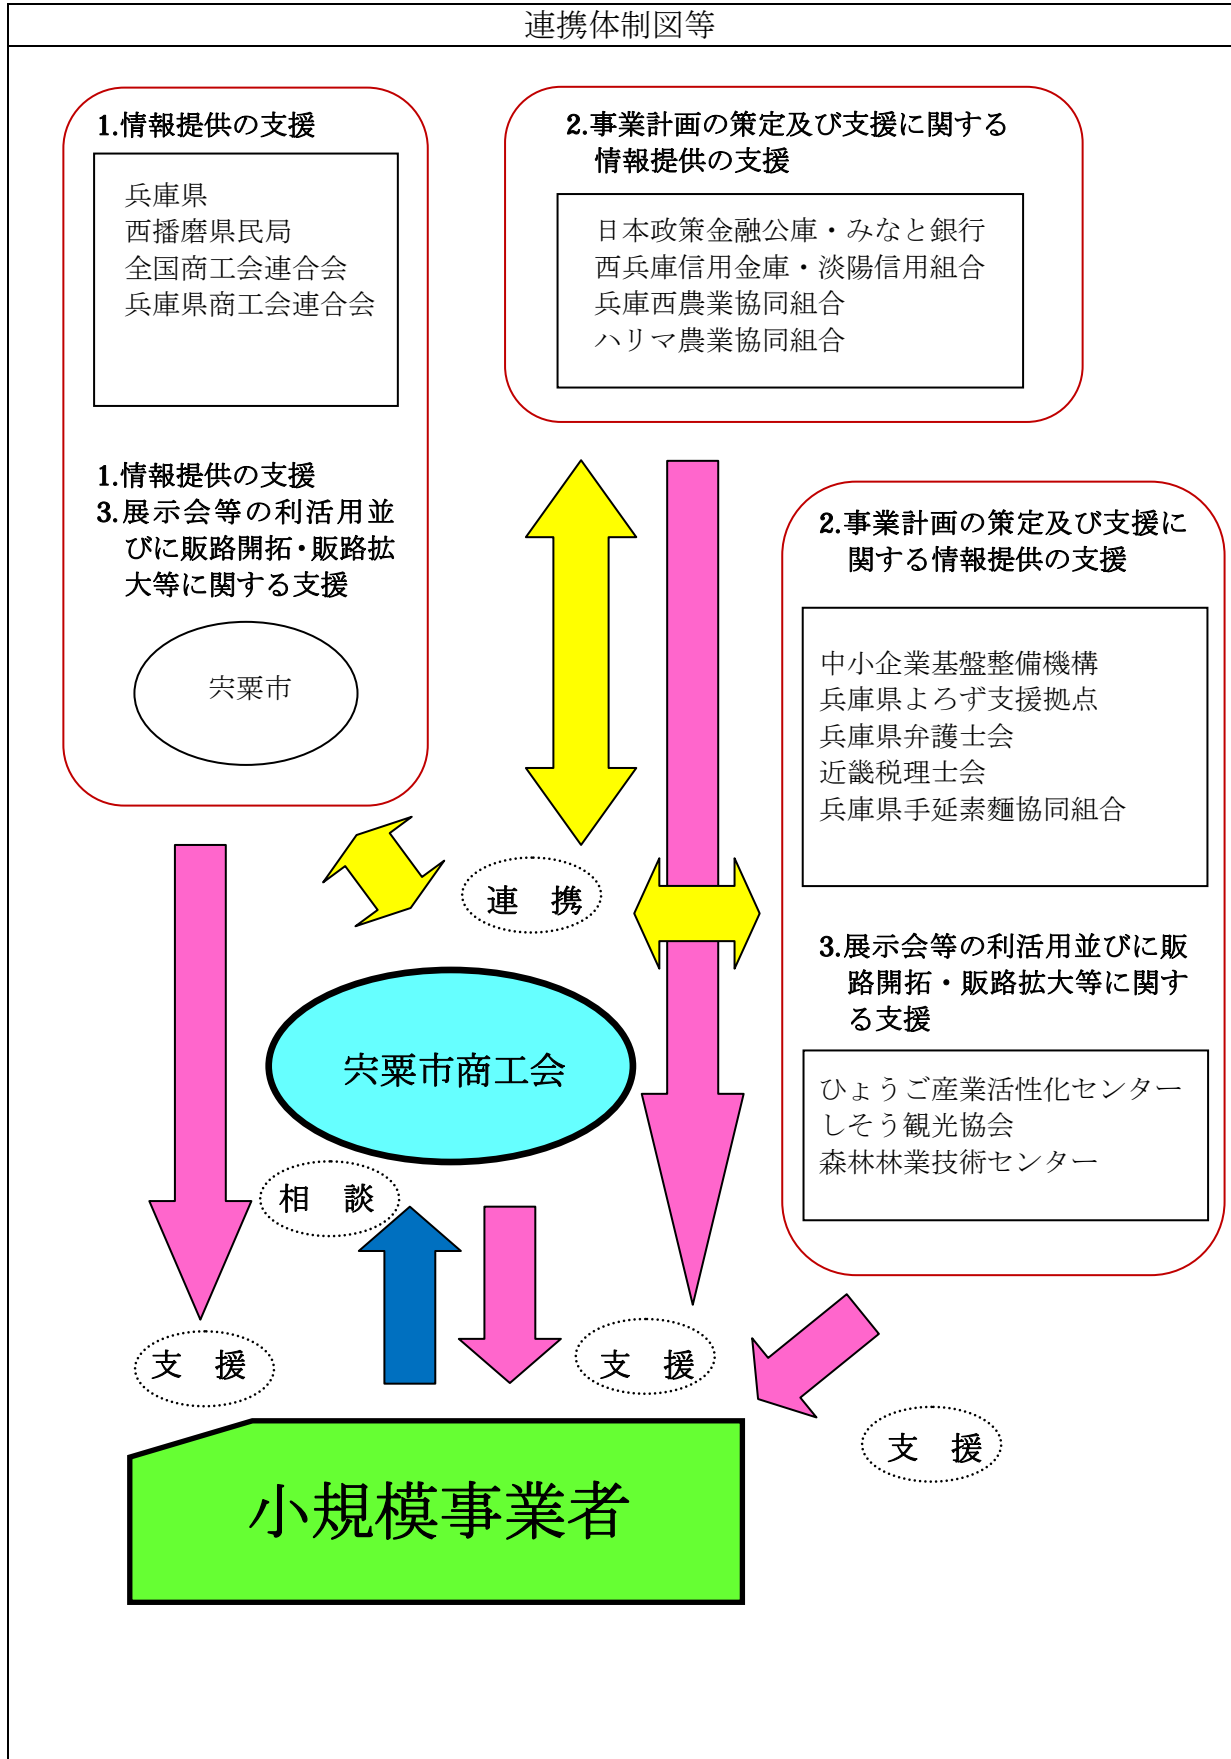 連携体制図等
1.情報提供の支援
兵庫県
西播磨県民局
全国商工会連合会
兵庫県商工会連合会
1.情報提供の支援
3.展示会等の利活用並
びに販路開拓・販路拡
大等に関する支援
宍粟市
2.事業計画の策定及び支援に関する
情報提供の支援
日本政策金融公庫・みなと銀行
西兵庫信用金庫・淡陽信用組合
兵庫西農業協同組合
ハリマ農業協同組合
2.事業計画の策定及び支援に
関する情報提供の支援
中小企業基盤整備機構
兵庫県よろず支援拠点
兵庫県弁護士会
近畿税理士会
兵庫県手延素麵協同組合
3.展示会等の利活用並びに販
路開拓・販路拡大等に関す
る支援
ひょうご産業活性化センター
しそう観光協会
森林林業技術センター
連　携
宍粟市商工会
相　談
支　援
支　援
支　援
小規模事業者